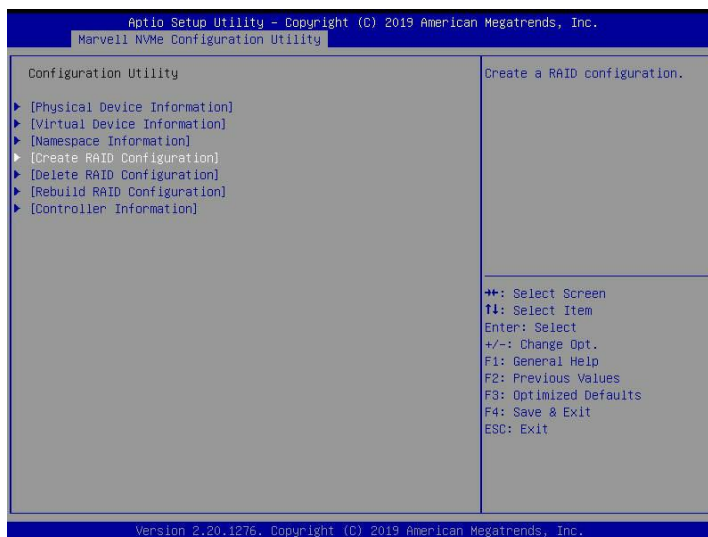 Aptio Setup Utility – Copyright (C) 2019 American Megatrends, Inc.
Marvell NVMe Configuration Utility
Configuration Utility
[Physical Device Information]
[Virtual Device Information]
[Namespace Information]
[Create RAID Configuration]
[Delete RAID Configuration]
[Rebuild RAID Configuration]
[Controller Information]
Create a RAID configuration.
→←: Select Screen
↑↓: Select Item
Enter: Select
+/-: Change Opt.
F1: General Help
F2: Previous Values
F3: Optimized Defaults
F4: Save & Exit
ESC: Exit
Version 2.20.1276. Copyright (C) 2019 American Megatrends, Inc.